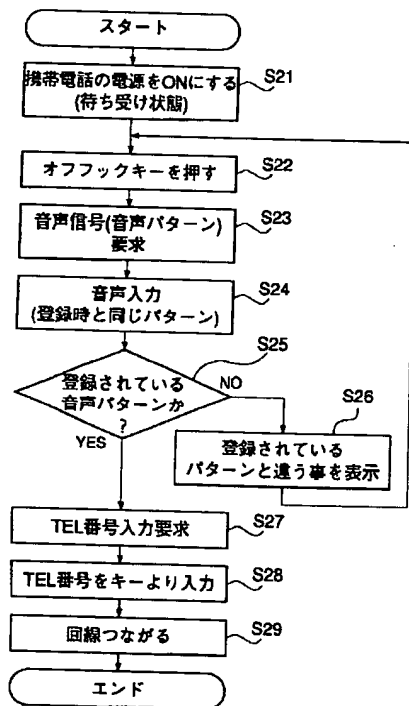 スタート
携帯電話の電源をONにする
(待ち受け状態)
S21
オフフックキーを押す
S22
音声信号(音声パターン)
要求
S23
音声入力
(登録時と同じパターン)
S24
登録されている
音声パターンか
?
S25
NO
YES
登録されている
パターンと違う事を表示
S26
TEL番号入力要求
S27
TEL番号をキーより入力
S28
回線つながる
S29
エンド